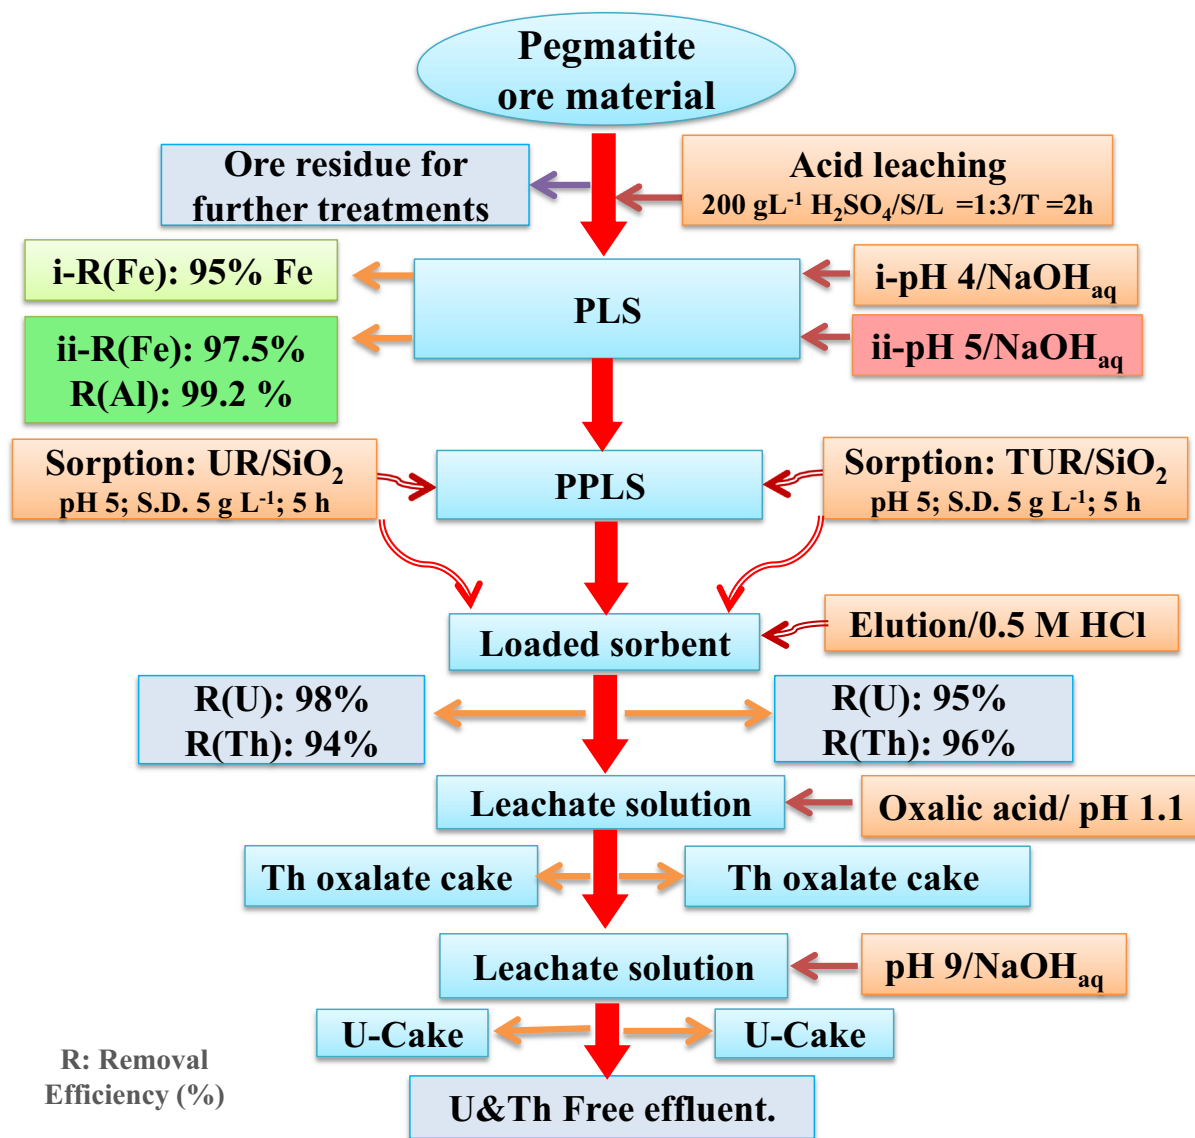 Pegmatite
ore material
Ore residue for
further treatments
Acid leaching
200 gL⁻¹ H₂SO₄/S/L =1:3/T =2h
i-R(Fe): 95% Fe
PLS
i-pH 4/NaOHₐq
ii-R(Fe): 97.5%
R(Al): 99.2 %
ii-pH 5/NaOHₐq
Sorption: UR/SiO₂
pH 5; S.D. 5 g L⁻¹; 5 h
PPLS
Sorption: TUR/SiO₂
pH 5; S.D. 5 g L⁻¹; 5 h
Loaded sorbent
Elution/0.5 M HCl
R(U): 98%
R(Th): 94%
R(U): 95%
R(Th): 96%
Leachate solution
Oxalic acid/ pH 1.1
Th oxalate cake
Th oxalate cake
Leachate solution
pH 9/NaOHₐq
U-Cake
U-Cake
R: Removal
Efficiency (%)
U&Th Free effluent.